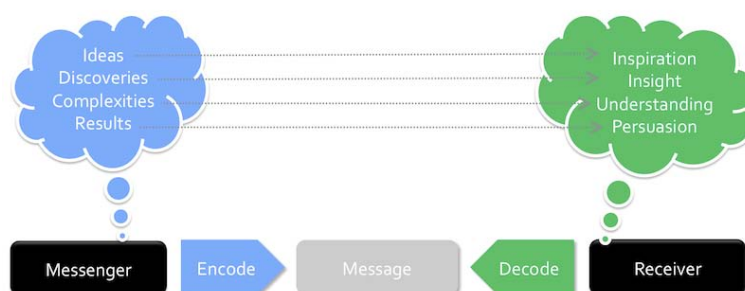 Ideas
Discoveries
Complexities
Results
Inspiration
Insight
Understanding
Persuasion
Messenger
Encode
Message
Decode
Receiver